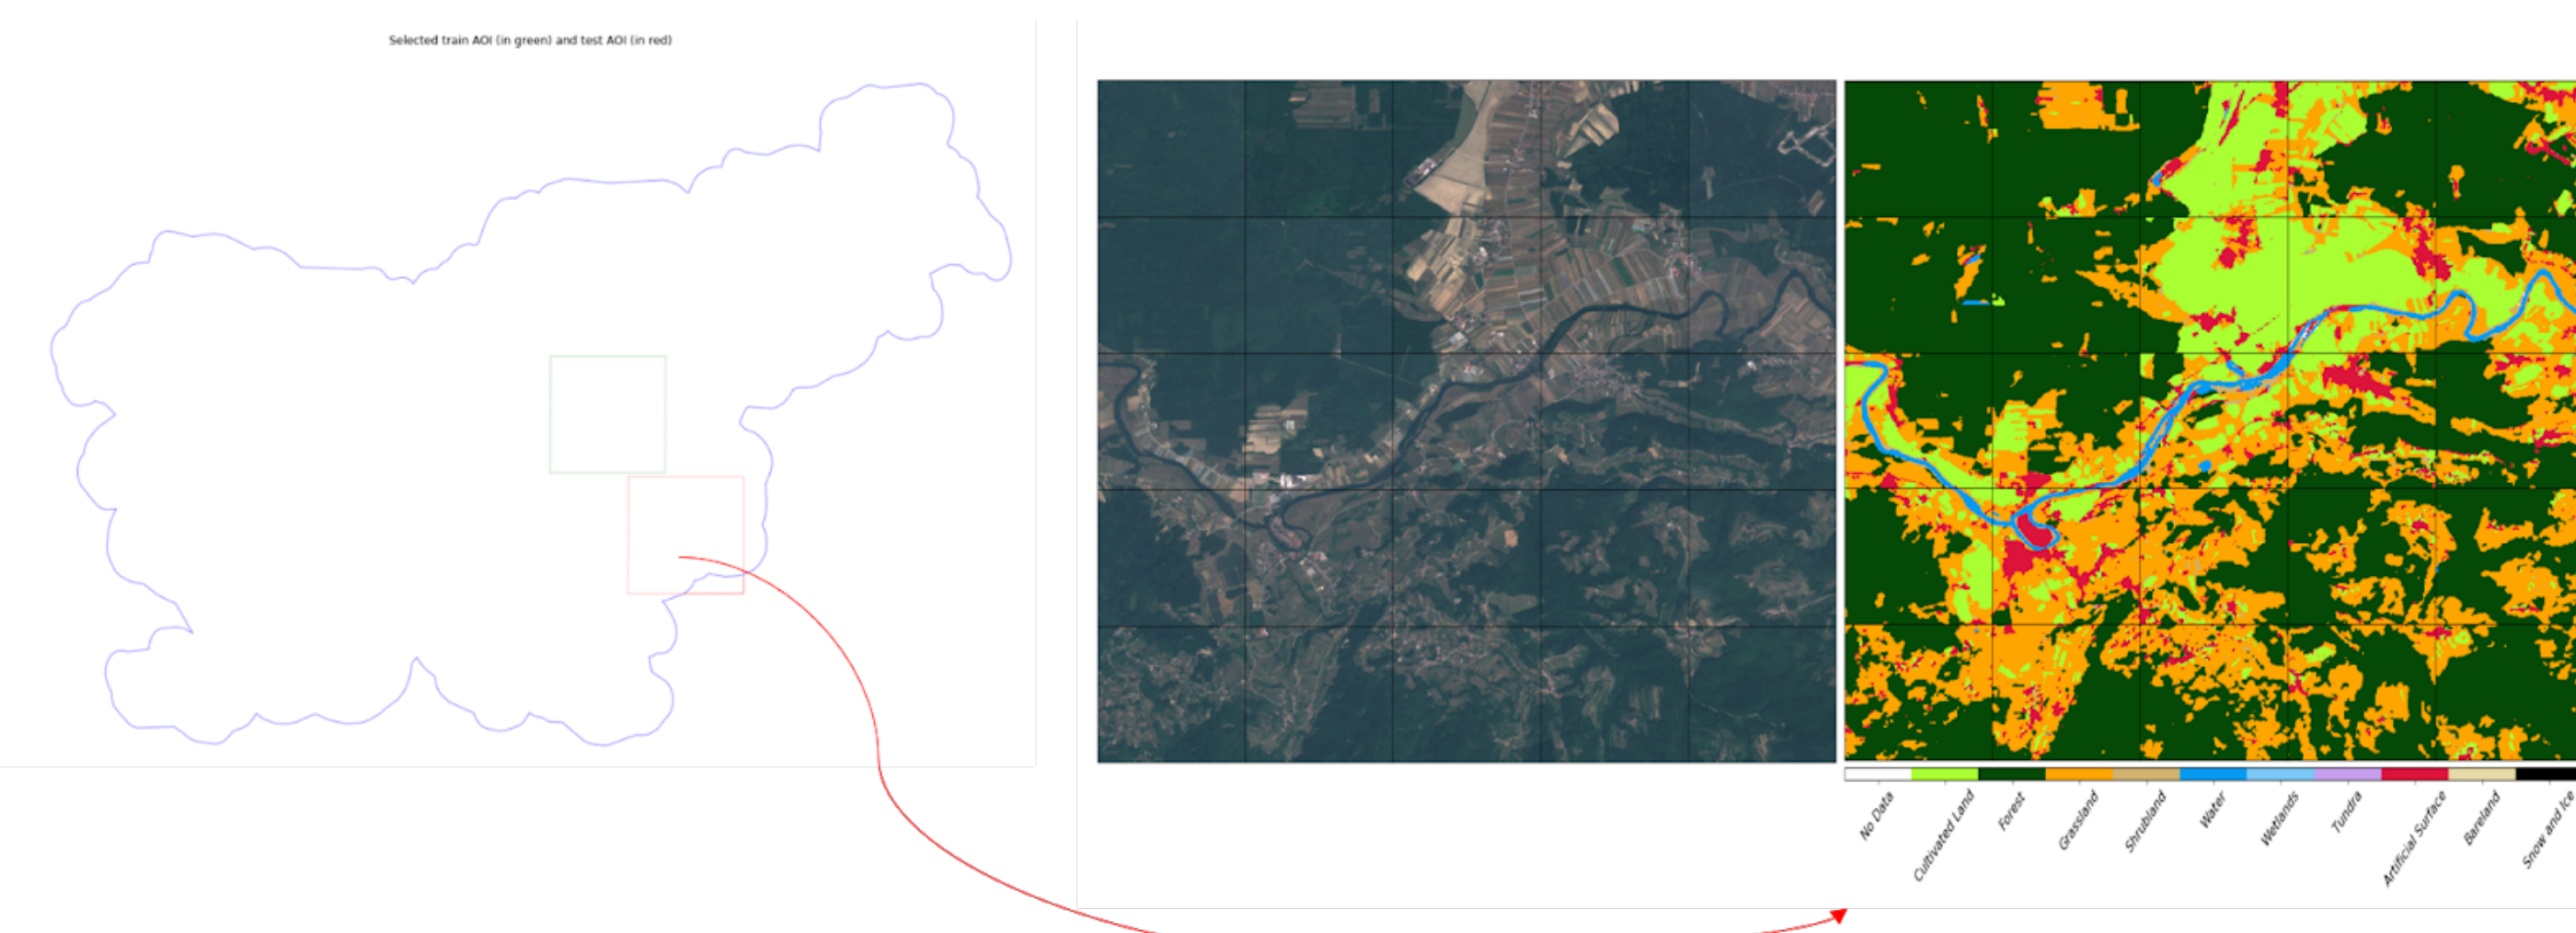 Selected train AOI (in green) and test AOI (in red)
No Data
Cultivated Land
Forest
Grassland
Shrubland
Water
Wetlands
Tundra
Artificial Surface
Bareland
Snow and Ice